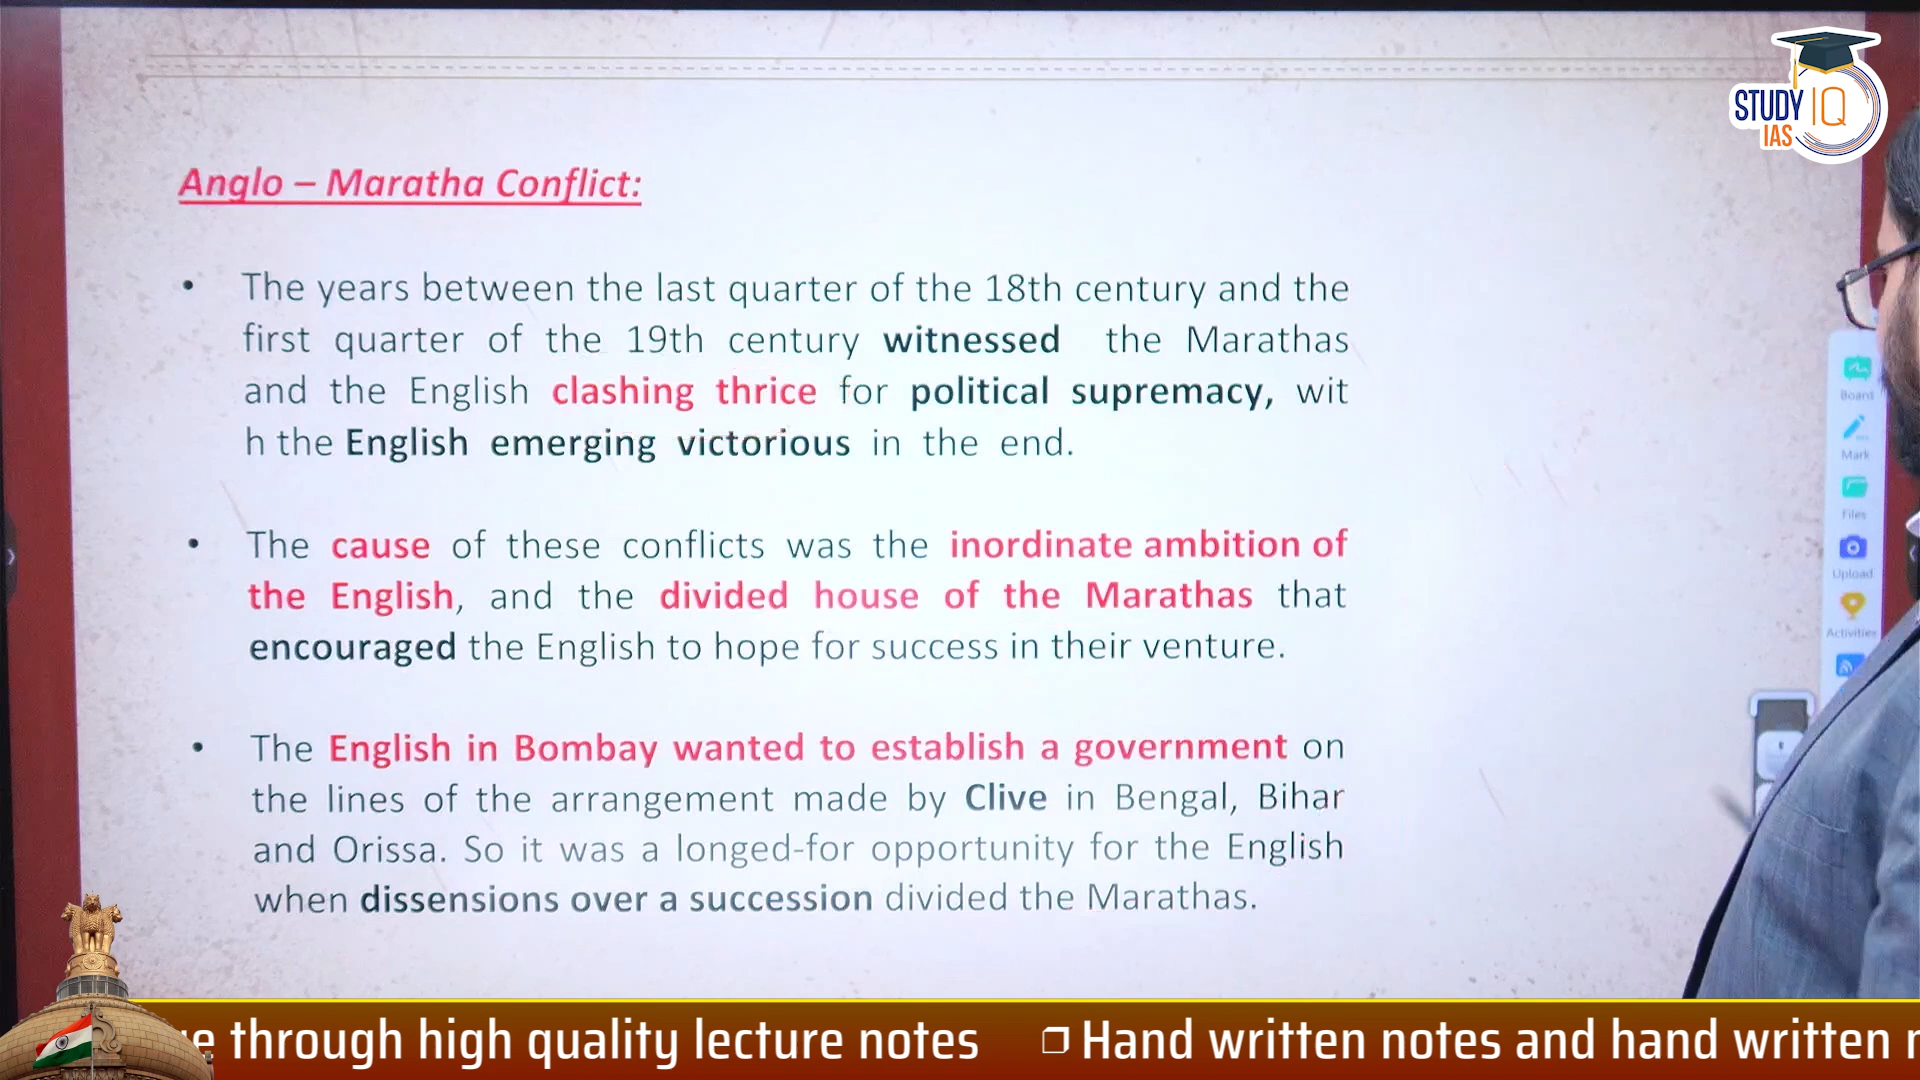 STUDY IQ
IAS
Anglo – Maratha Conflict:
• The years between the last quarter of the 18th century and the
first quarter of the 19th century witnessed the Marathas
and the English clashing thrice for political supremacy, wit
h the English emerging victorious in the end.
• The cause of these conflicts was the inordinate ambition of
the English, and the divided house of the Marathas that
encouraged the English to hope for success in their venture.
• The English in Bombay wanted to establish a government on
the lines of the arrangement made by Clive in Bengal, Bihar
and Orissa. So it was a longed-for opportunity for the English
when dissensions over a succession divided the Marathas.
Board
Mark
Files
Upload
Activities
through high quality lecture notes ❐ Hand written notes and hand written